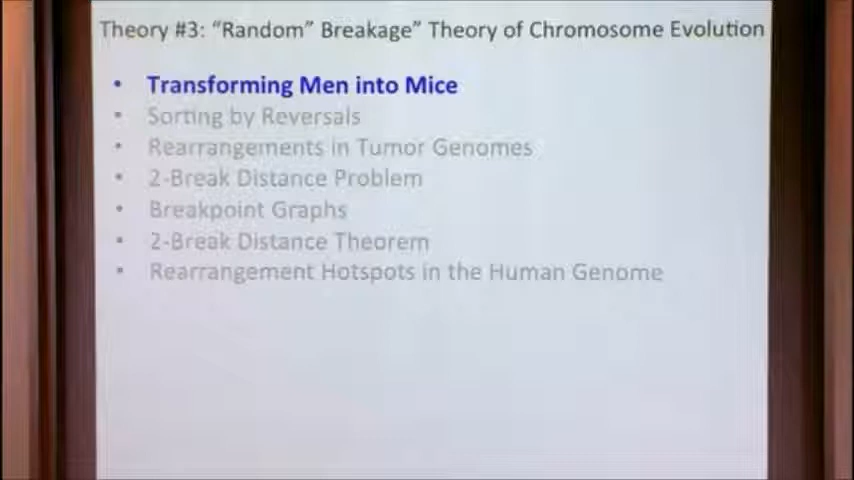 Theory #3: "Random" Breakage" Theory of Chromosome Evolution
• Transforming Men into Mice
• Sorting by Reversals
• Rearrangements in Tumor Genomes
• 2-Break Distance Problem
• Breakpoint Graphs
• 2-Break Distance Theorem
• Rearrangement Hotspots in the Human Genome